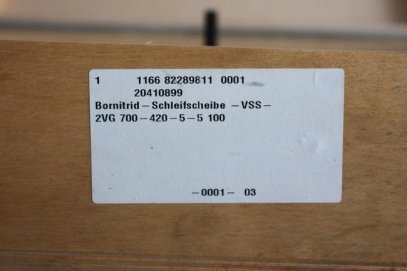 1 1166 82289811 0001
20410899
Bornitrid - Schleifscheibe - VSS -
2VG 700 - 420 - 5 - 5 100
- 0001 - 03